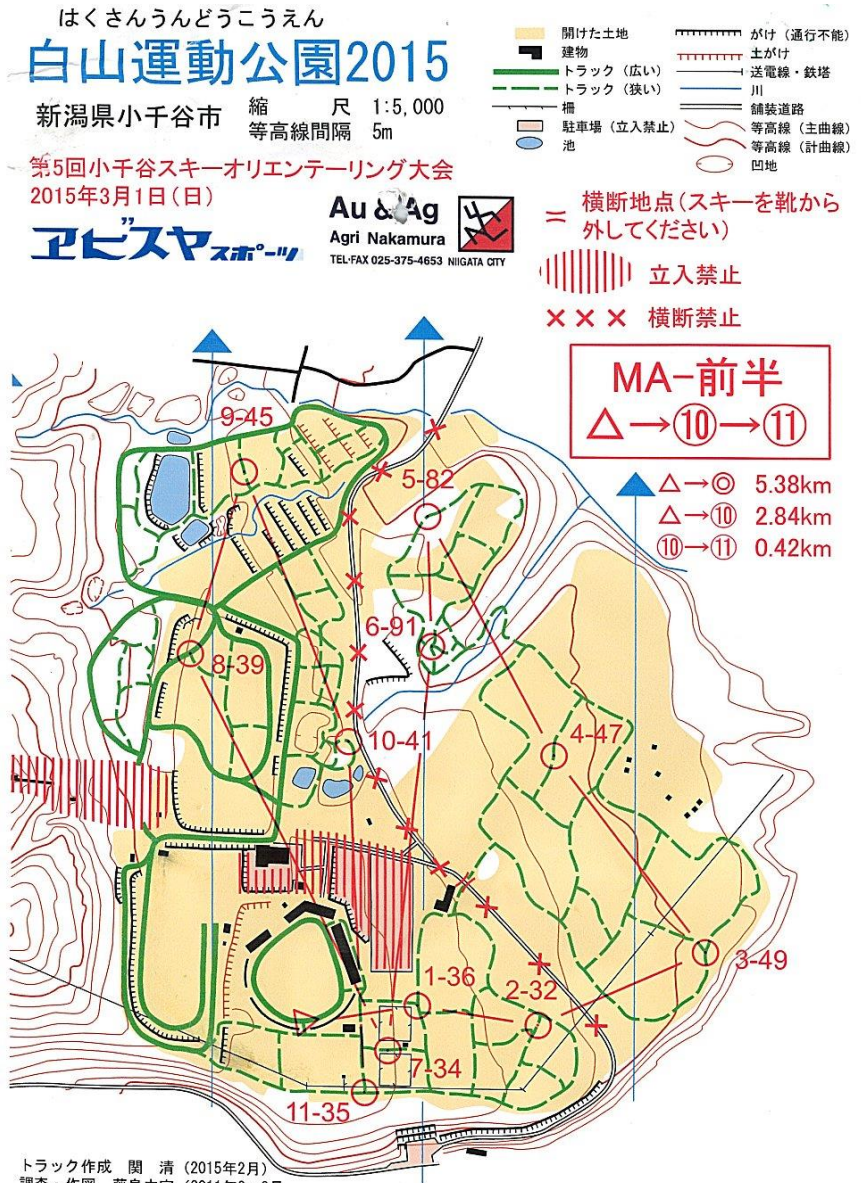 はくさんうんどうこうえん
白山運動公園2015
新潟県小千谷市
縮 尺 1:5,000
等高線間隔 5m
第5回小千谷スキーオリエンテーリング大会
2015年3月1日(日)
ヱビスヤスポーツ
Au & Ag
Agri Nakamura
TEL・FAX 025-375-4653 NIIGATA CITY
開けた土地
建物
トラック（広い）
トラック（狭い）
柵
駐車場（立入禁止）
池
がけ（通行不能）
土がけ
送電線・鉄塔
川
舗装道路
等高線（主曲線）
等高線（計曲線）
凹地
横断地点(スキーを靴から
外してください)
立入禁止
××× 横断禁止
MA-前半
△→⑩→⑪
△→◎ 5.38km
△→⑩ 2.84km
⑩→⑪ 0.42km
9-45
5-82
6-91
8-39
10-41
4-47
3-49
1-36
2-32
7-34
11-35
トラック作成 関 清（2015年2月）